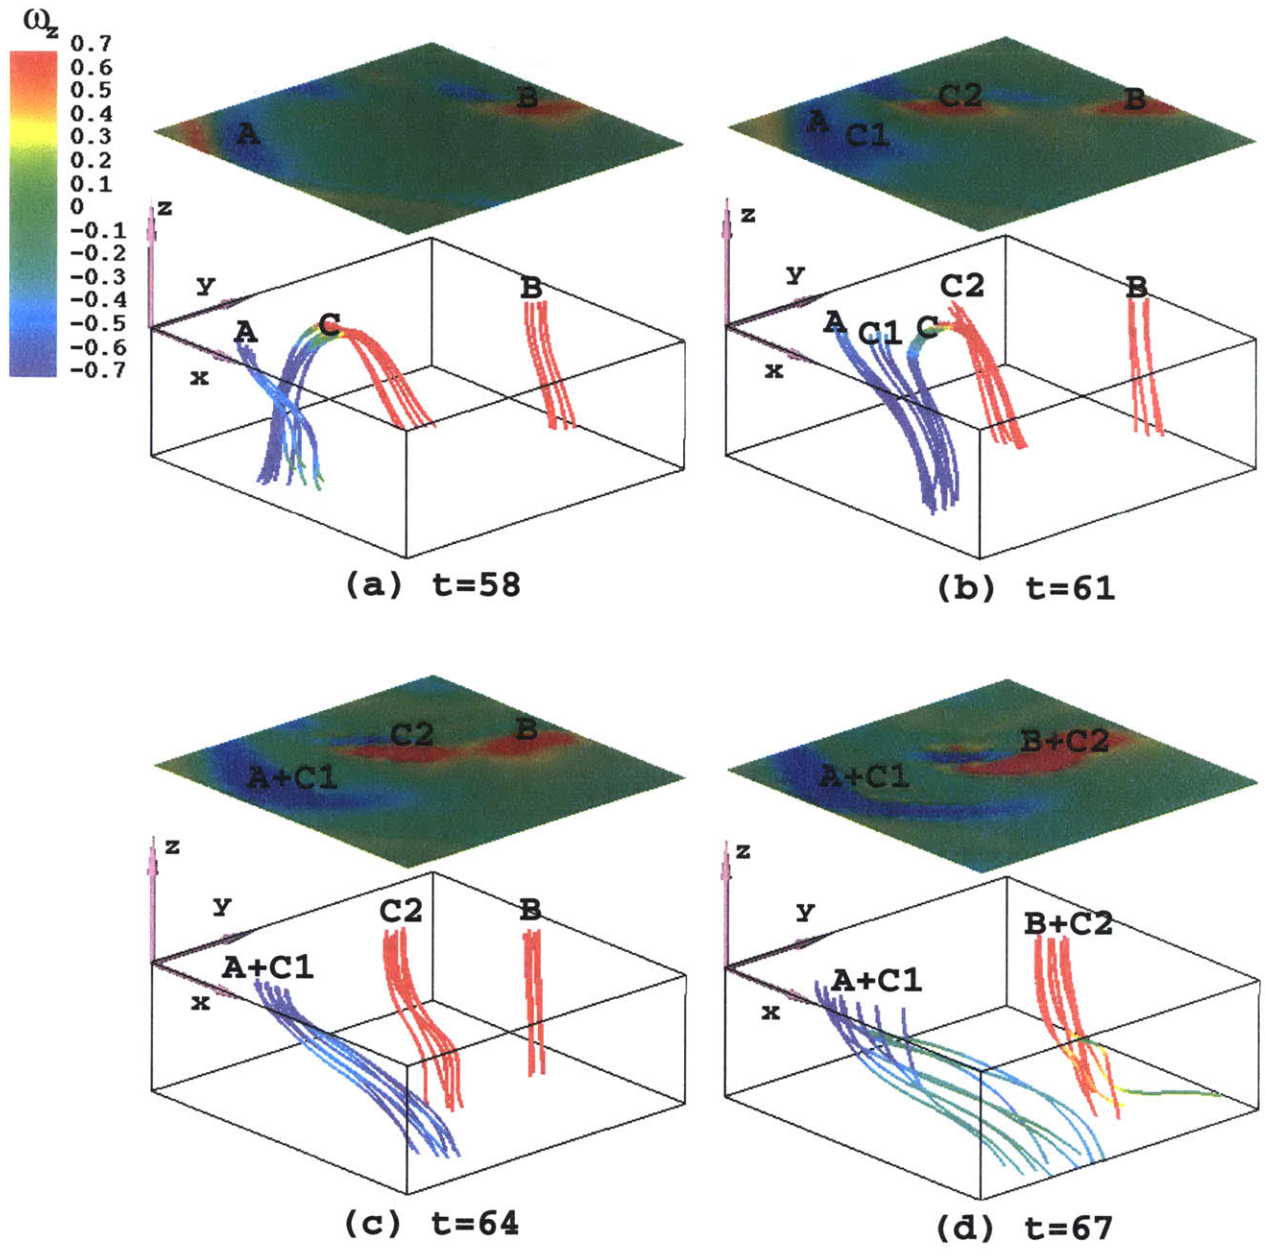 ω_z
0.7
0.6
0.5
0.4
0.3
0.2
0.1
0
-0.1
-0.2
-0.3
-0.4
-0.5
-0.6
-0.7
A
B
z
y
x
A
C
B
(a) t=58
A
C1
C2
B
z
y
x
A
C1
C
C2
B
(b) t=61
A+C1
C2
B
z
y
x
A+C1
C2
B
(c) t=64
A+C1
B+C2
z
y
x
A+C1
B+C2
(d) t=67